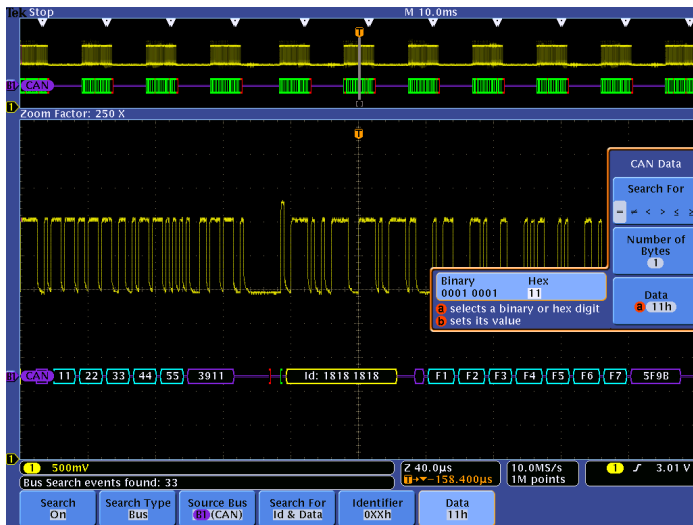 Tek Stop M 10.0ms
T
B1 CAN
1
Zoom Factor: 250 X
T
CAN Data
Search For
= ≠ < > ≤ ≥
Number of
Bytes
1
Binary Hex
0001 0001 11
a selects a binary or hex digit
b sets its value
Data
a 11h
B1 CAN 11 22 33 44 55 3911 Id: 1818 1818 F1 F2 F3 F4 F5 F6 F7 5F9B
1
1 500mV Z 40.0µs 10.0MS/s 1 3.01 V
T→▼−158.400µs 1M points
Bus Search events found: 33
Search Search Type Source Bus Search For Identifier Data
On Bus B1 (CAN) Id & Data 0XXh 11h